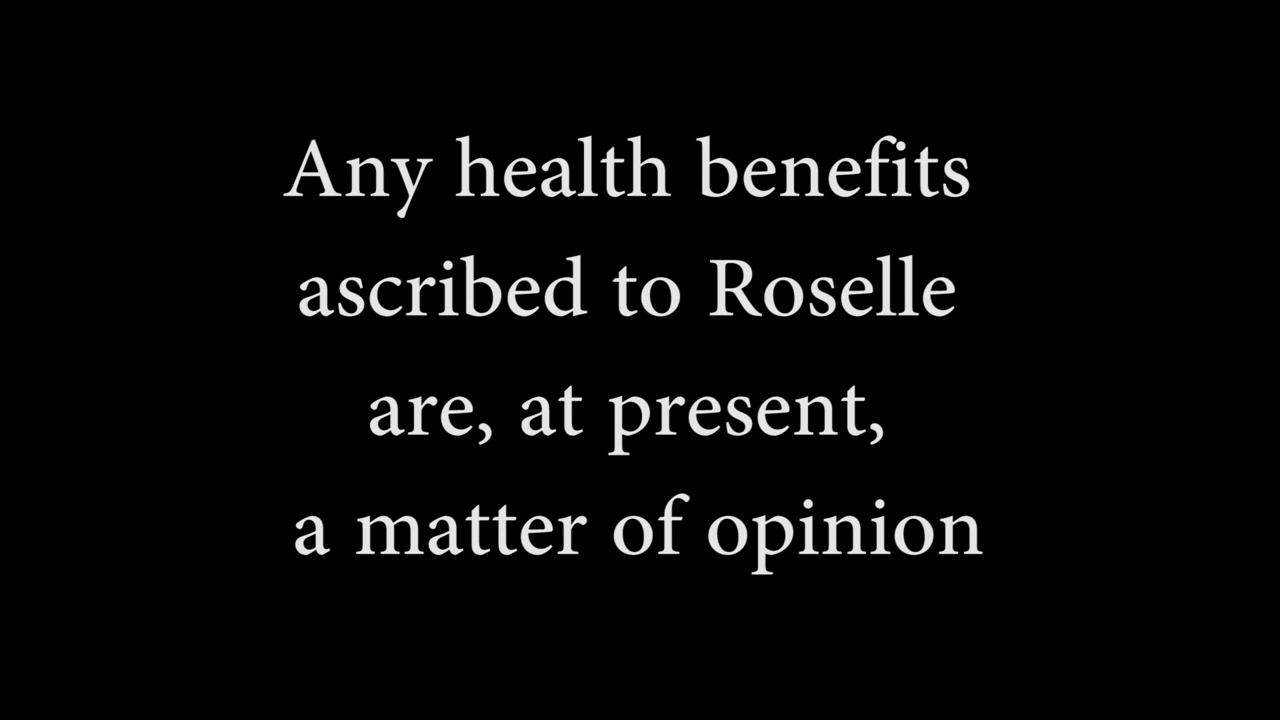 Any health benefits
ascribed to Roselle
are, at present,
a matter of opinion